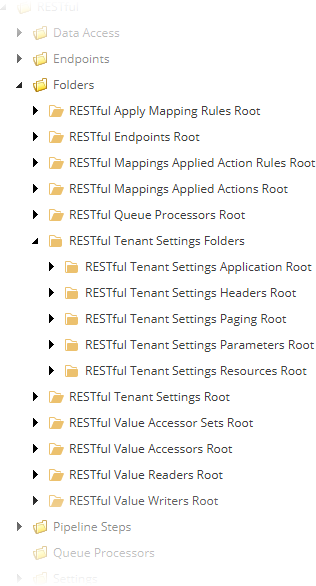 RESTful
Data Access
Endpoints
Folders
RESTful Apply Mapping Rules Root
RESTful Endpoints Root
RESTful Mappings Applied Action Rules Root
RESTful Mappings Applied Actions Root
RESTful Queue Processors Root
RESTful Tenant Settings Folders
RESTful Tenant Settings Application Root
RESTful Tenant Settings Headers Root
RESTful Tenant Settings Paging Root
RESTful Tenant Settings Parameters Root
RESTful Tenant Settings Resources Root
RESTful Tenant Settings Root
RESTful Value Accessor Sets Root
RESTful Value Accessors Root
RESTful Value Readers Root
RESTful Value Writers Root
Pipeline Steps
Queue Processors
Settings